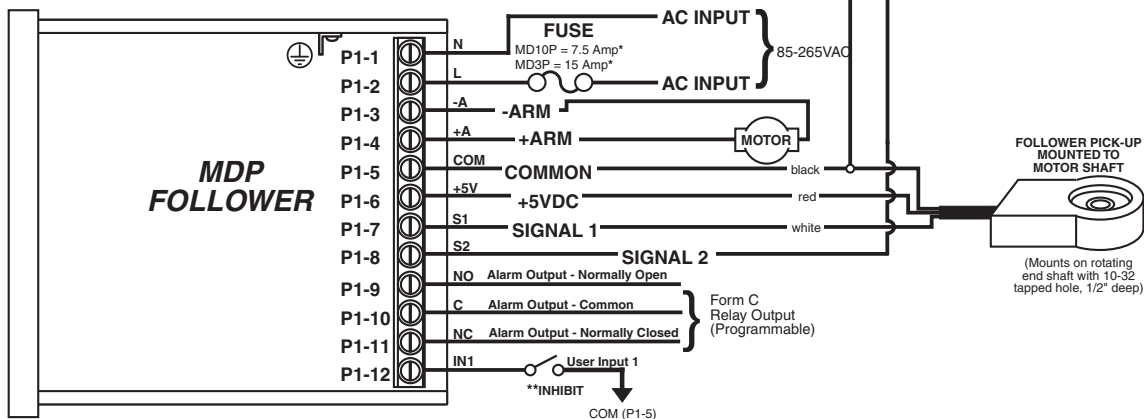 N
AC INPUT
FUSE
MD10P = 7.5 Amp*
MD3P = 15 Amp*
85-265VAC
P1-1
P1-2
L
AC INPUT
P1-3
-A
-ARM
P1-4
+A
+ARM
MOTOR
P1-5
COM
COMMON
black
P1-6
+5V
+5VDC
red
P1-7
S1
SIGNAL 1
white
P1-8
S2
SIGNAL 2
P1-9
NO
Alarm Output - Normally Open
P1-10
C
Alarm Output - Common
P1-11
NC
Alarm Output - Normally Closed
Form C
Relay Output
(Programmable)
P1-12
IN1
User Input 1
**INHIBIT
COM (P1-5)
MDP
FOLLOWER
FOLLOWER PICK-UP
MOUNTED TO
MOTOR SHAFT
(Mounts on rotating
end shaft with 10-32
tapped hole, 1/2" deep)